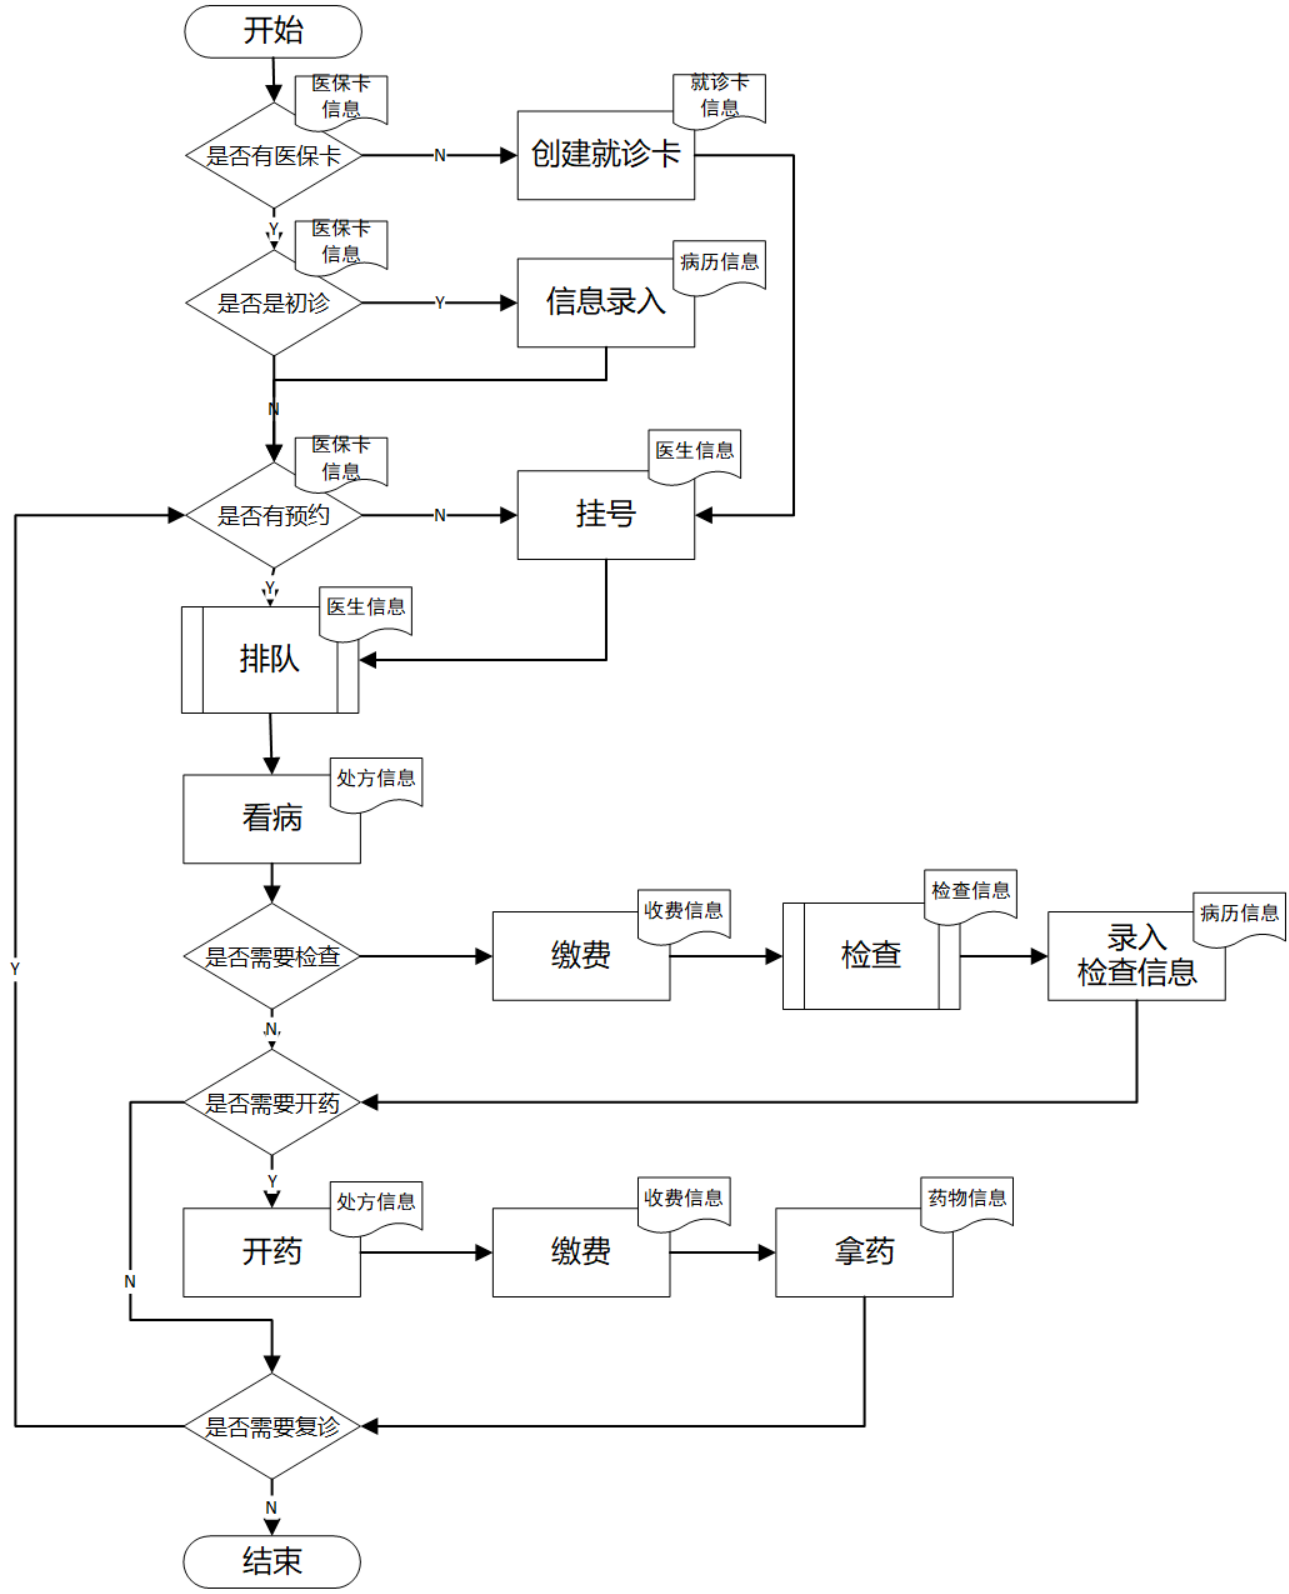 开始
医保卡
信息
就诊卡
信息
是否有医保卡
N
创建就诊卡
Y
医保卡
信息
病历信息
是否是初诊
Y
信息录入
N
医保卡
信息
医生信息
是否有预约
N
挂号
Y
医生信息
排队
处方信息
看病
收费信息
检查信息
病历信息
是否需要检查
缴费
检查
录入
检查信息
Y
N
是否需要开药
Y
处方信息
收费信息
药物信息
开药
缴费
拿药
N
是否需要复诊
N
结束